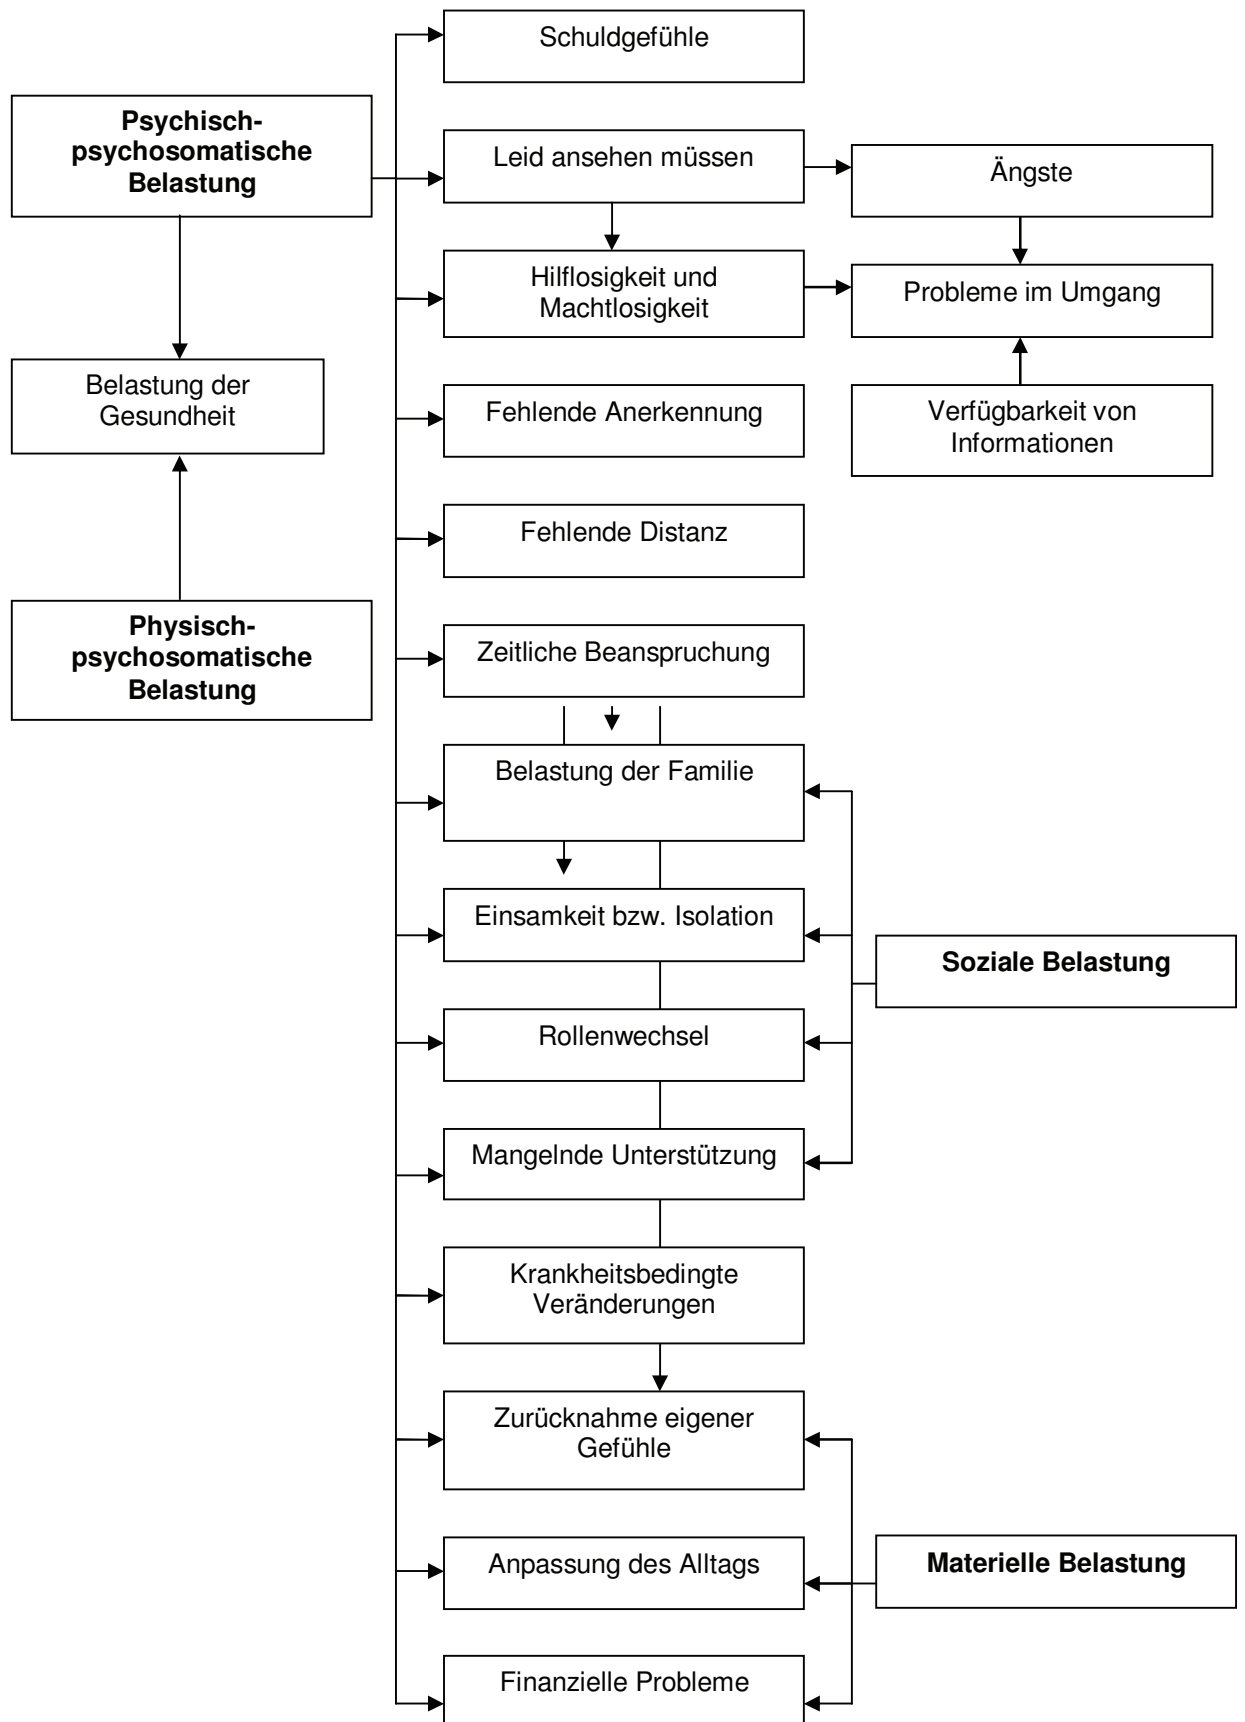 Schuldgefühle
Psychisch-
psychosomatische
Belastung
Leid ansehen müssen
Ängste
Hilflosigkeit und
Machtlosigkeit
Probleme im Umgang
Belastung der
Gesundheit
Fehlende Anerkennung
Verfügbarkeit von
Informationen
Fehlende Distanz
Physisch-
psychosomatische
Belastung
Zeitliche Beanspruchung
Belastung der Familie
Einsamkeit bzw. Isolation
Soziale Belastung
Rollenwechsel
Mangelnde Unterstützung
Krankheitsbedingte
Veränderungen
Zurücknahme eigener
Gefühle
Anpassung des Alltags
Materielle Belastung
Finanzielle Probleme